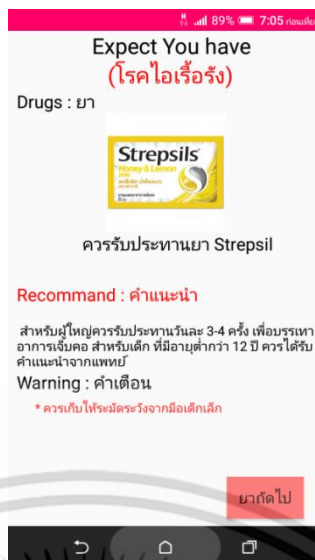 89% 7:05 ก่อนเที่ยง
Expect You have
(โรคไอเรื้อรัง)
Drugs : ยา
Strepsils
Honey & Lemon
ควรรับประทานยา Strepsil
Recommand : คำแนะนำ
สำหรับผู้ใหญ่ควรรับประทานวันละ 3-4 ครั้ง เพื่อบรรเทา
อาการเจ็บคอ สำหรับเด็ก ที่มีอายุต่ำกว่า 12 ปี ควรได้รับ
คำแนะนำจากแพทย์
Warning : คำเตือน
* ควรเก็บให้ระมัดระวังจากมือเด็กเล็ก
ยาถัดไป